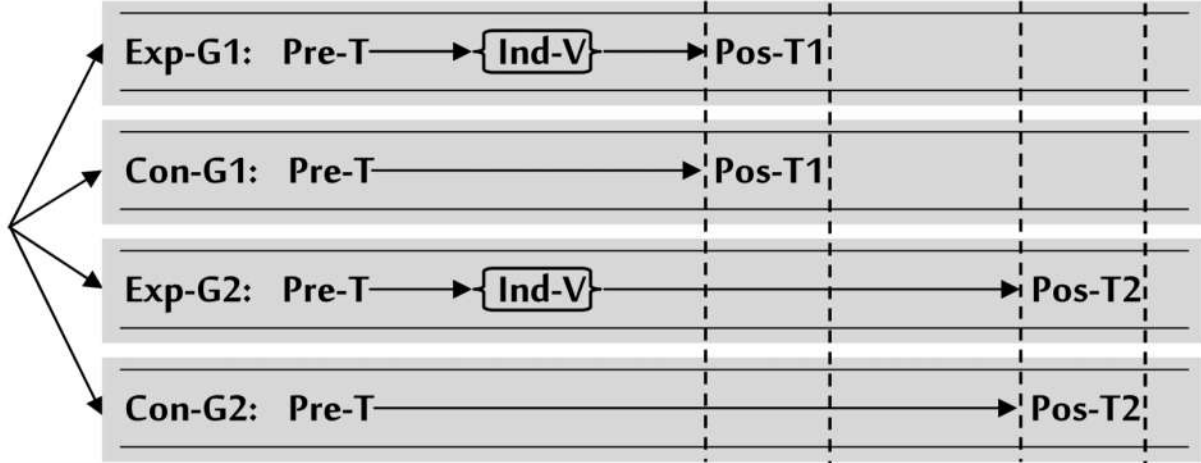 Exp-G1: Pre-T Ind-V Pos-T1
Con-G1: Pre-T Pos-T1
Exp-G2: Pre-T Ind-V Pos-T2
Con-G2: Pre-T Pos-T2